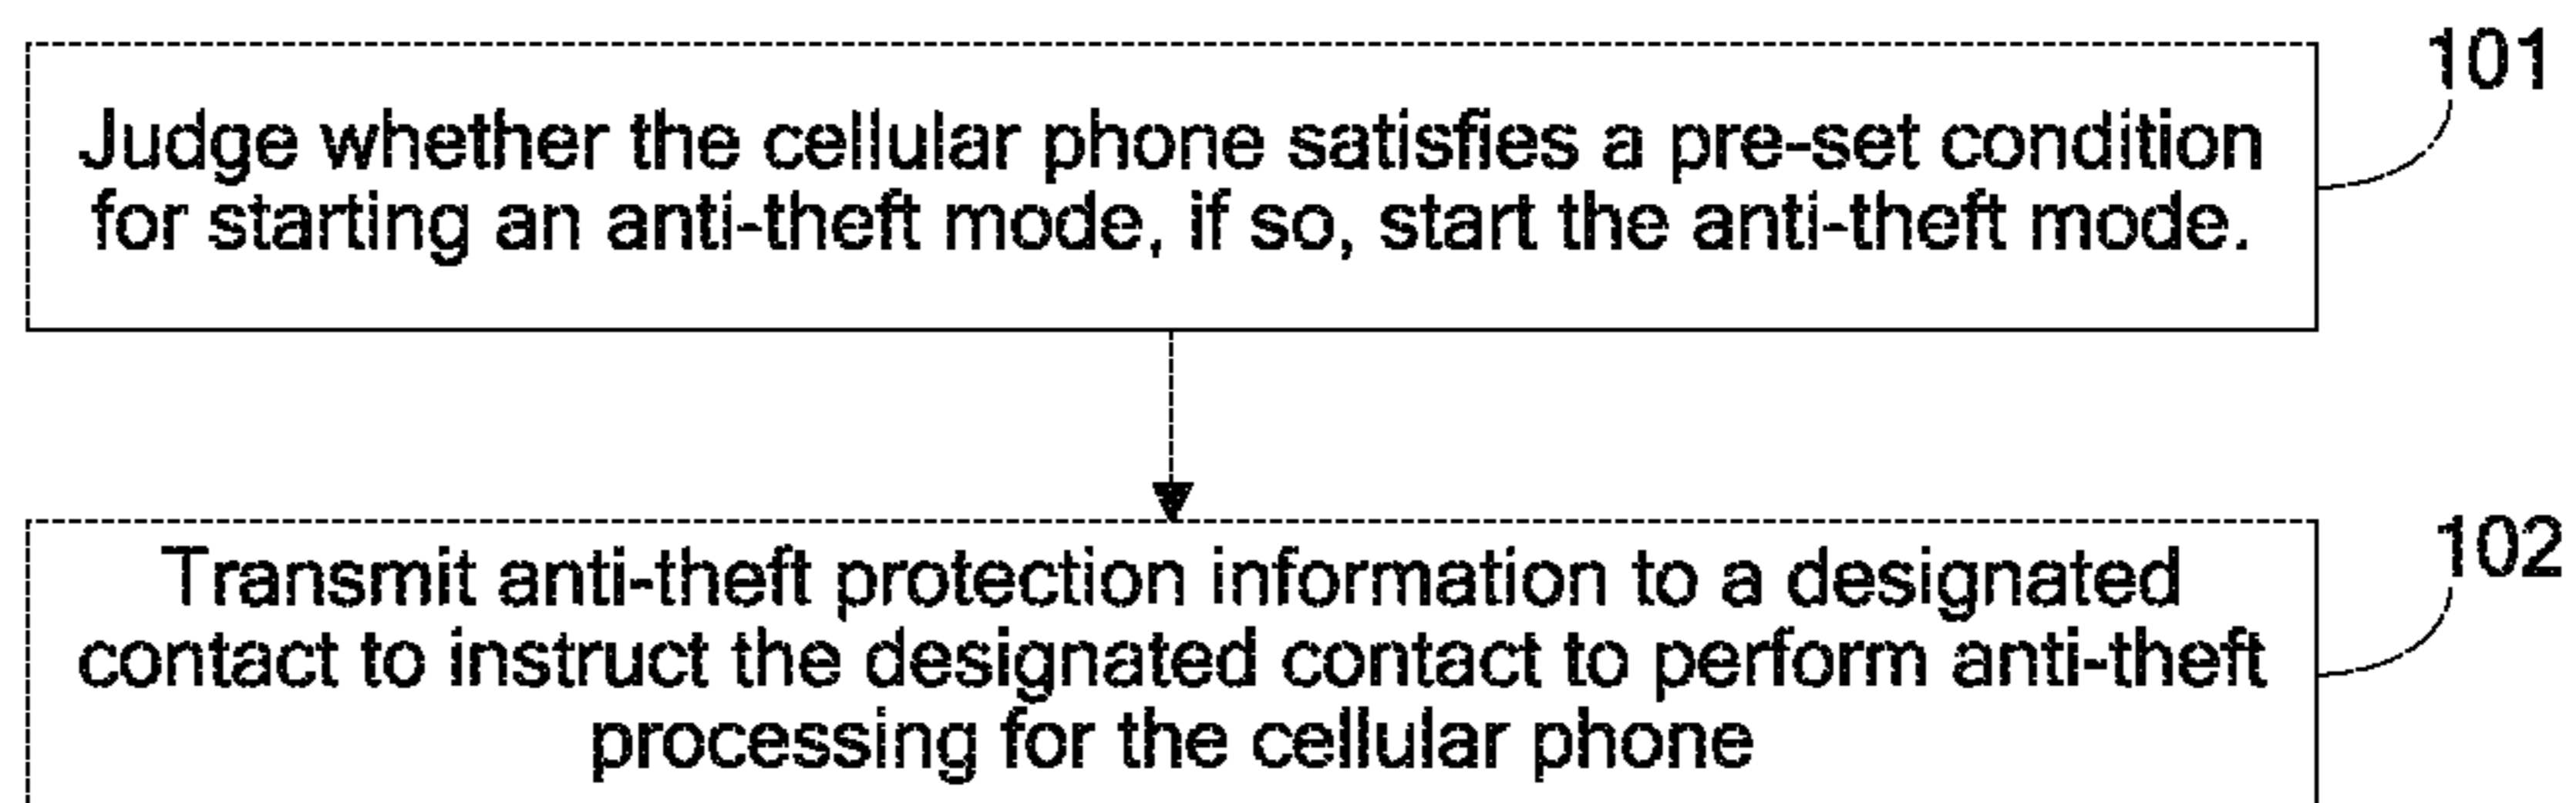 101
Judge whether the cellular phone satisfies a pre-set condition
for starting an anti-theft mode, if so, start the anti-theft mode.
102
Transmit anti-theft protection information to a designated
contact to instruct the designated contact to perform anti-theft
processing for the cellular phone